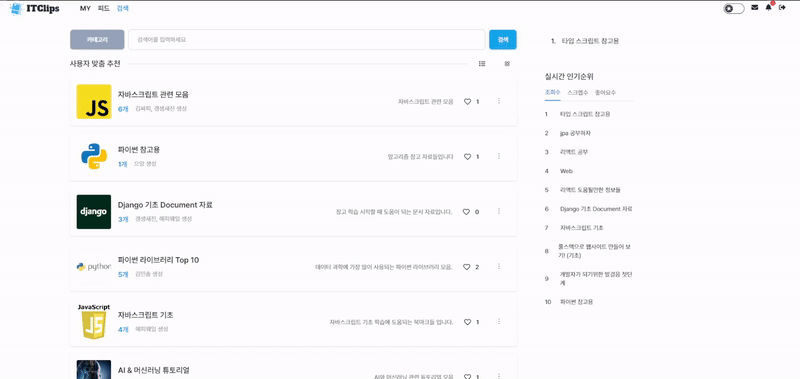 ITClips
MY 피드 검색
카테고리 검색어를 입력하세요 검색
사용자 맞춤 추천
JS
자바스크립트 관련 모음
6개
자바스크립트 관련 모음 1
파이썬 참고용
1개 모망 생성
알고리즘 참고 자료들입니다 1
django
Django 기초 Document 자료
3개 경생새진, 해피웨일 생성
장고 학습 시작할 때 도움이 되는 문서 자료입니다. 0
python
파이썬 라이브러리 Top 10
5개 김민송 생성
데이터 과학에 가장 많이 사용되는 파이썬 라이브러리 모음. 2
JavaScript
JS
자바스크립트 기초
4개 해피웨일 생성
자바스크립트 기초 학습에 도움되는 북마크들 입니다. 1
AI & 머신러닝 튜토리얼
AI와 머신러닝 관련 튜토리얼 모음 1
1. 타입 스크립트 참고용
실시간 인기순위
조회수 스크랩수 좋아요수
1 타입 스크립트 참고용
2 jpa 공부하자
3 리액트 공부
4 Web
5 리액트 도움될만한 정보들
6 Django 기초 Document 자료
7 자바스크립트 기초
8 풀스택으로 웹사이트 만들어 보
기! (기초)
9 개발자가 되기위한 발걸음 첫단
계
10 파이썬 참고용